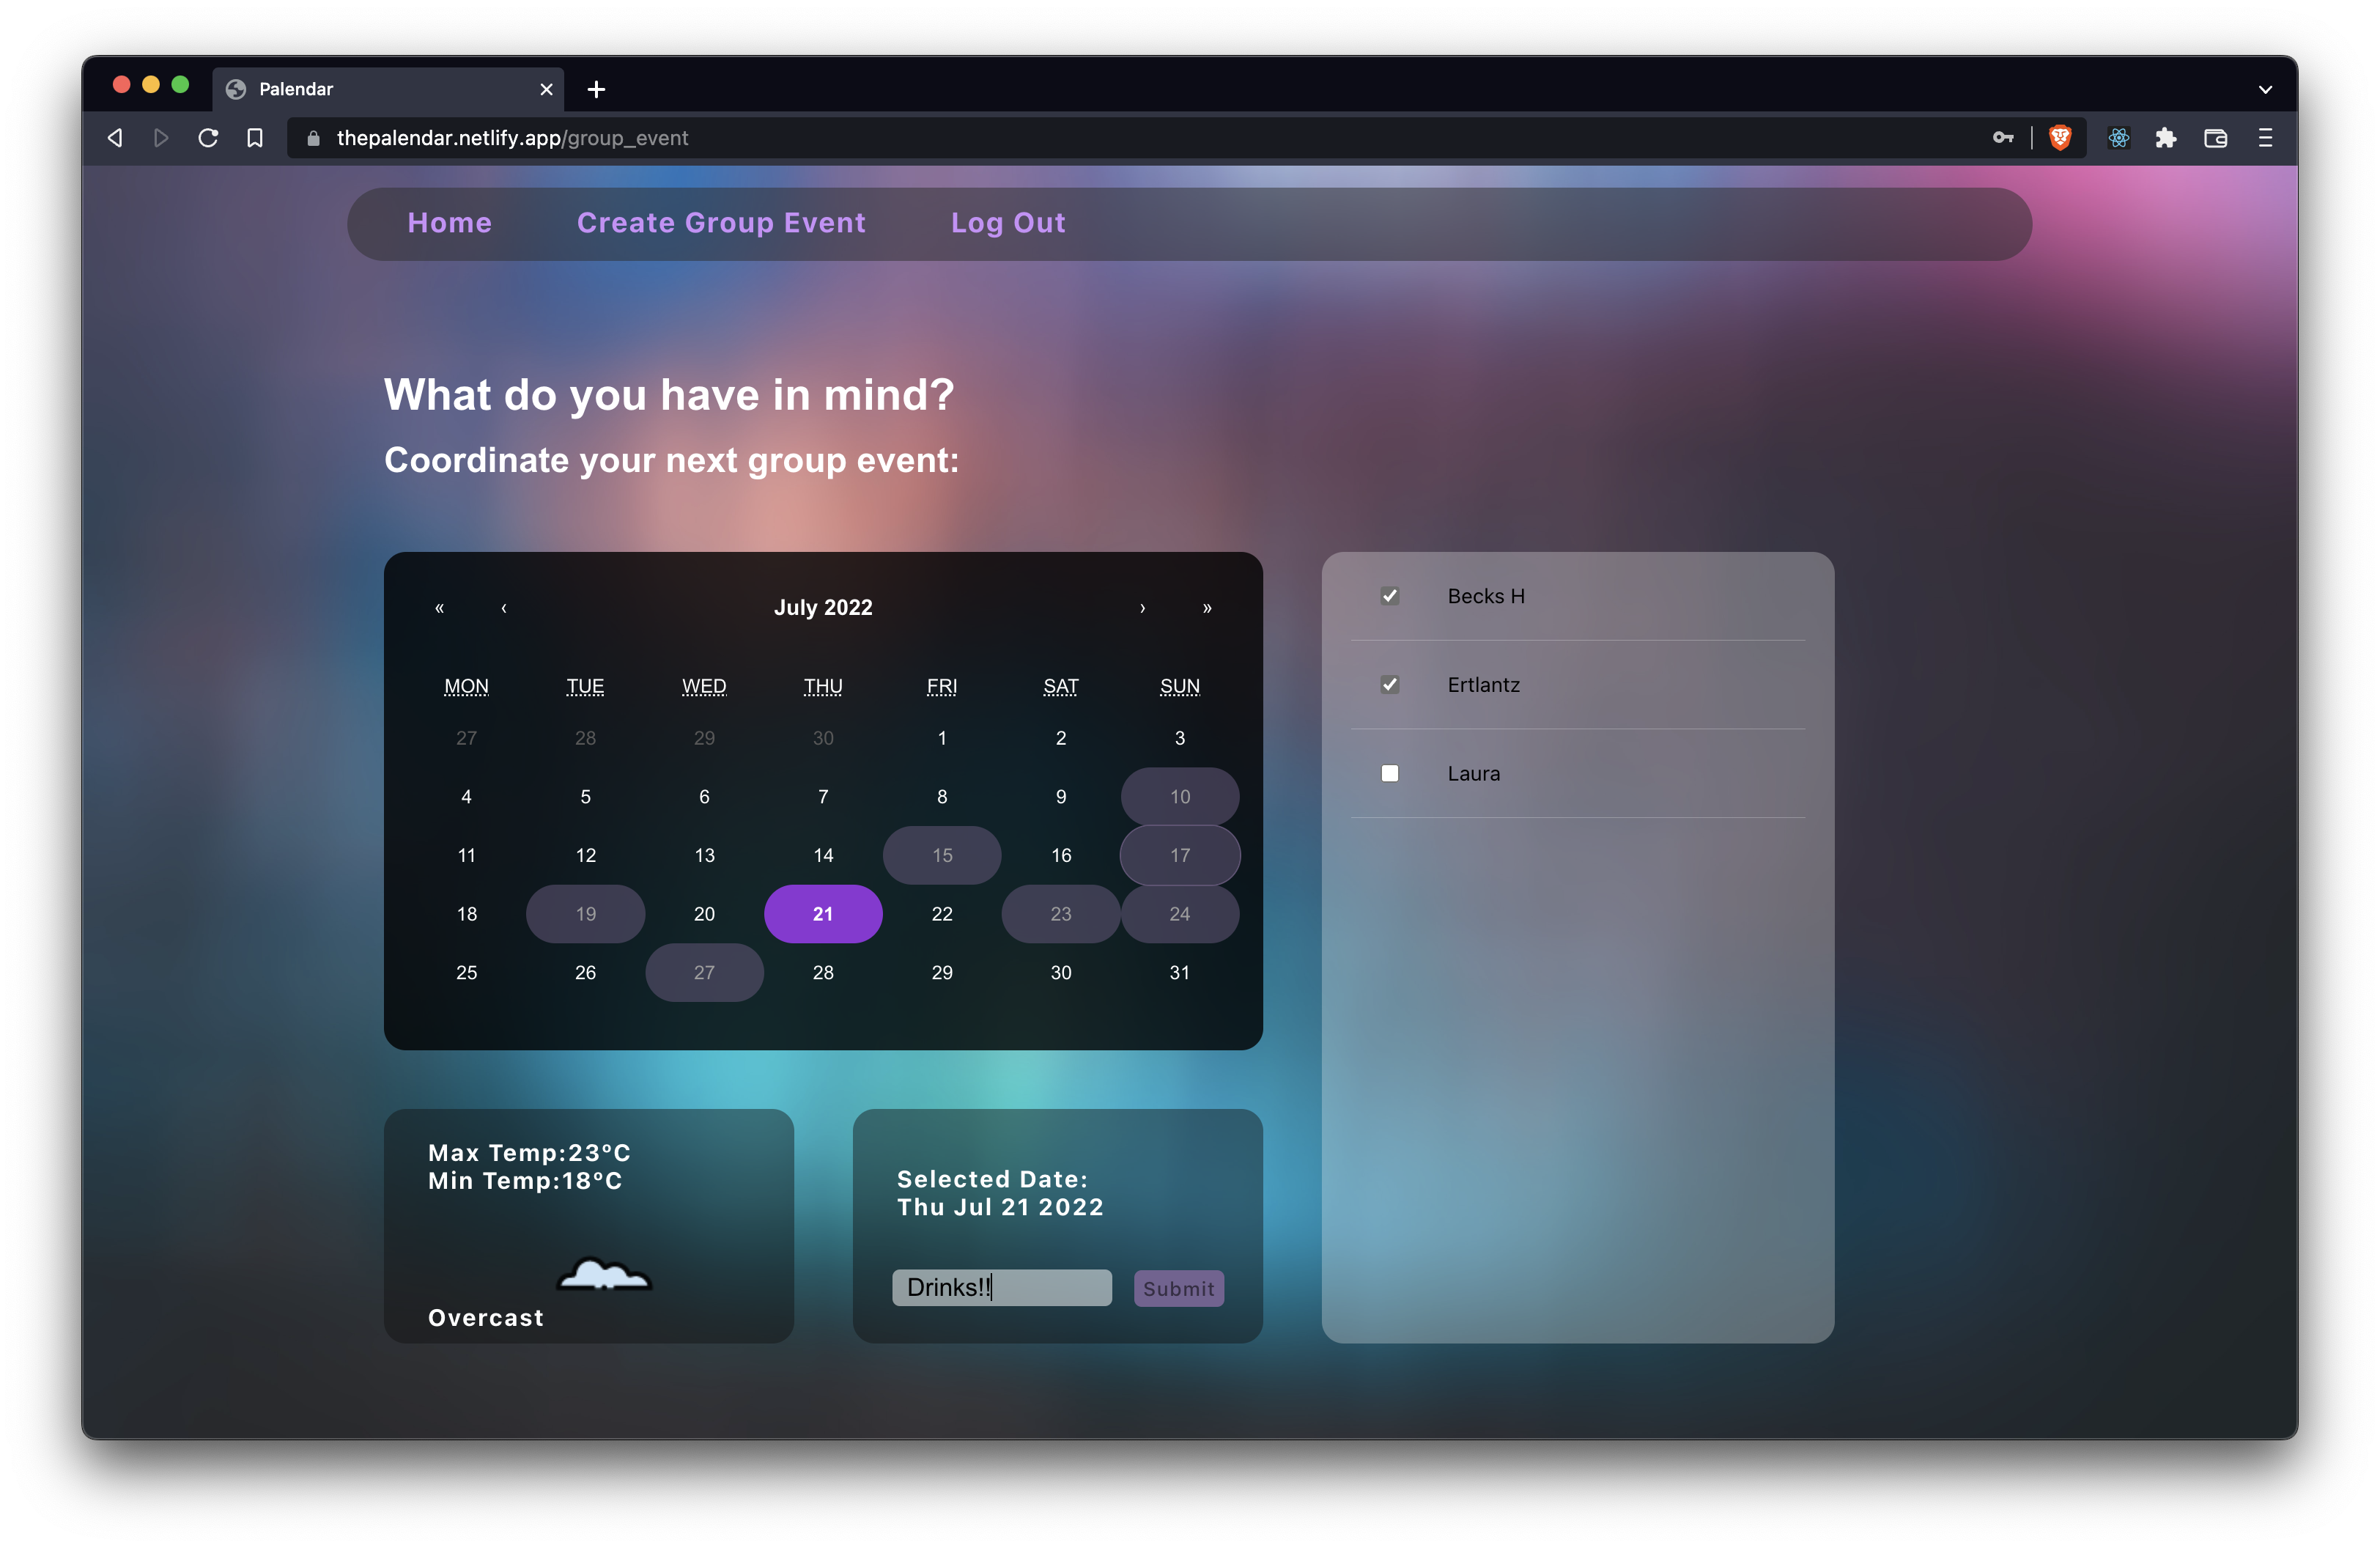 Palendar
thepalendar.netlify.app/group_event
Home Create Group Event Log Out
What do you have in mind?
Coordinate your next group event:
« ‹ July 2022 › »
MON TUE WED THU FRI SAT SUN
27 28 29 30 1 2 3
4 5 6 7 8 9 10
11 12 13 14 15 16 17
18 19 20 21 22 23 24
25 26 27 28 29 30 31
Becks H
Ertlantz
Laura
Max Temp:23°C
Min Temp:18°C
Overcast
Selected Date:
Thu Jul 21 2022
Drinks!! Submit